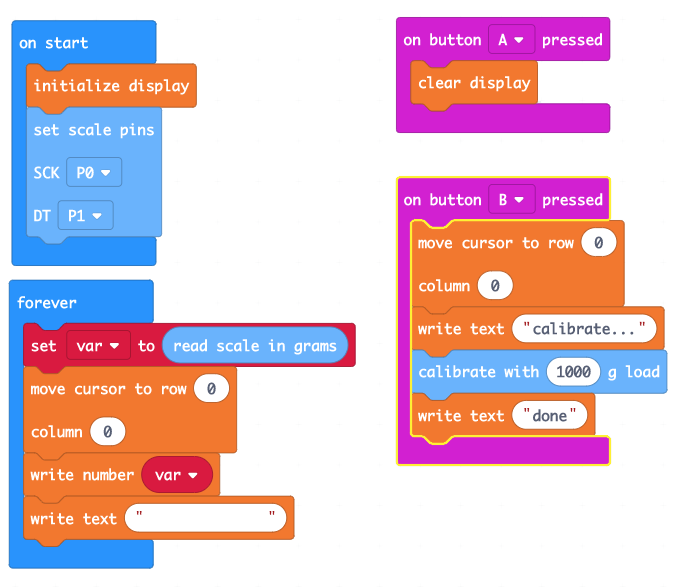 on start
initialize display
set scale pins
SCK P0
DT P1
forever
set var to read scale in grams
move cursor to row 0
column 0
write number var
write text " "
on button A pressed
clear display
on button B pressed
move cursor to row 0
column 0
write text "calibrate..."
calibrate with 1000 g load
write text "done"